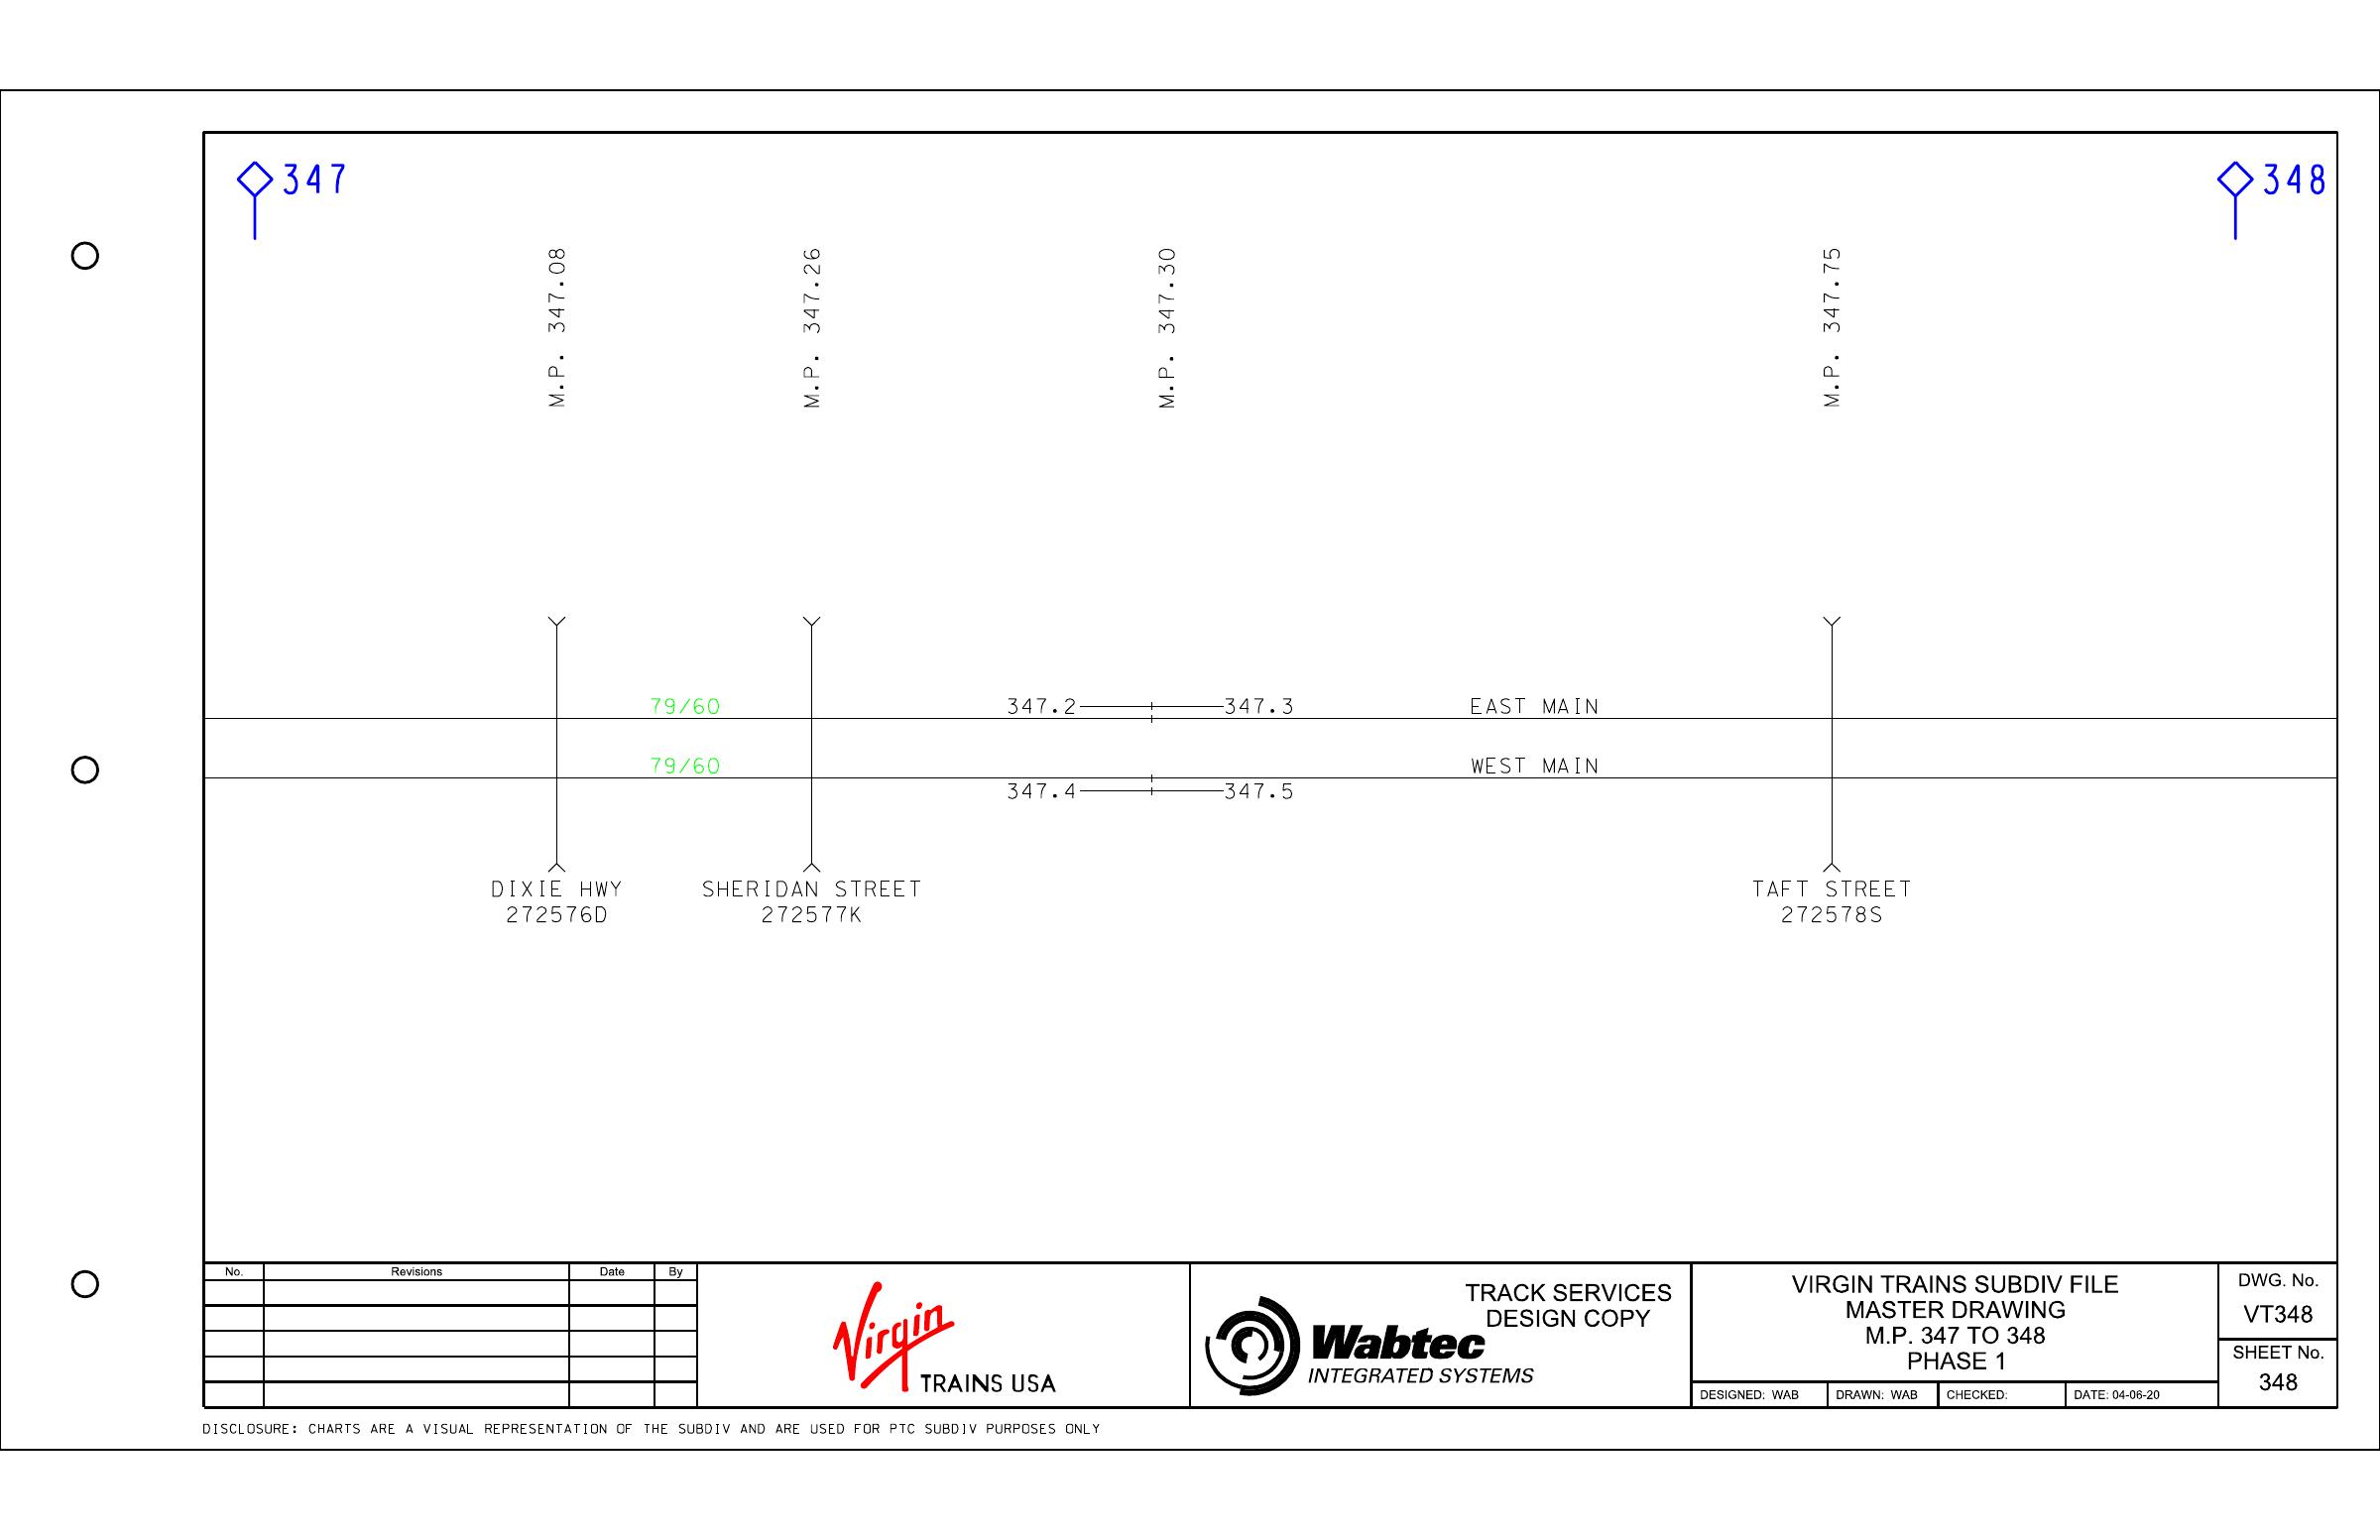 347
348
M.P. 347.08
M.P. 347.26
M.P. 347.30
M.P. 347.75
79/60
347.2
347.3
EAST MAIN
79/60
WEST MAIN
347.4
347.5
DIXIE HWY
272576D
SHERIDAN STREET
272577K
TAFT STREET
272578S
No.
Revisions
Date
By
Virgin
TRAINS USA
TRACK SERVICES
DESIGN COPY
Wabtec
INTEGRATED SYSTEMS
VIRGIN TRAINS SUBDIV FILE
MASTER DRAWING
M.P. 347 TO 348
PHASE 1
DESIGNED: WAB
DRAWN: WAB
CHECKED:
DATE: 04-06-20
DWG. No.
VT348
SHEET No.
348
DISCLOSURE: CHARTS ARE A VISUAL REPRESENTATION OF THE SUBDIV AND ARE USED FOR PTC SUBDIV PURPOSES ONLY